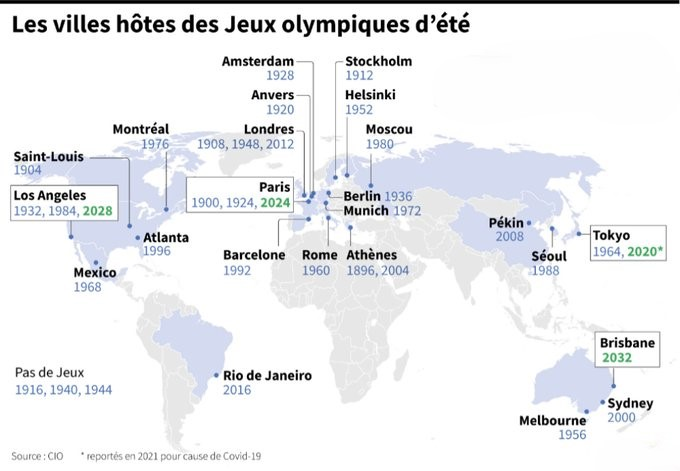 Les villes hôtes des Jeux olympiques d’été
Amsterdam
1928
Stockholm
1912
Anvers
1920
Helsinki
1952
Montréal
1976
Londres
1908, 1948, 2012
Moscou
1980
Saint-Louis
1904
Los Angeles
1932, 1984, 2028
Paris
1900, 1924, 2024
Berlin 1936
Munich 1972
Atlanta
1996
Mexico
1968
Barcelone
1992
Rome
1960
Athènes
1896, 2004
Pékin
2008
Séoul
1988
Tokyo
1964, 2020*
Brisbane
2032
Pas de Jeux
1916, 1940, 1944
Rio de Janeiro
2016
Sydney
2000
Melbourne
1956
Source : CIO * reportés en 2021 pour cause de Covid-19